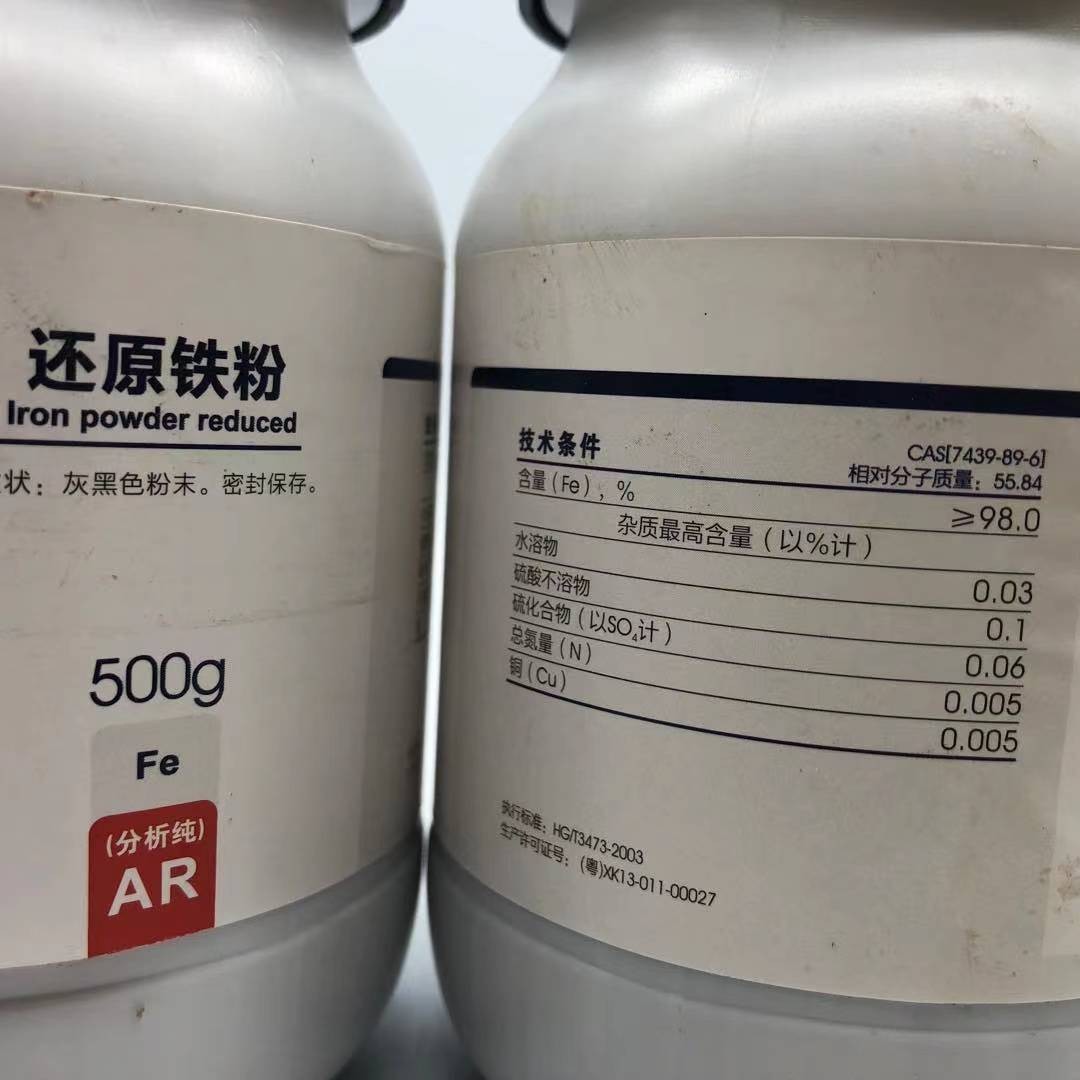 还原铁粉
Iron powder reduced
状：灰黑色粉末。密封保存。
500g
Fe
(分析纯)
AR
技术条件
CAS[7439-89-6]
相对分子质量：55.84
含量(Fe)，% ≥98.0
杂质最高含量(以%计)
水溶物 0.03
硫酸不溶物 0.1
硫化合物(以SO₄计) 0.06
总氮量(N) 0.005
铜(Cu) 0.005
执行标准：HG/T3473-2003
生产许可证号：(粤)XK13-011-00027